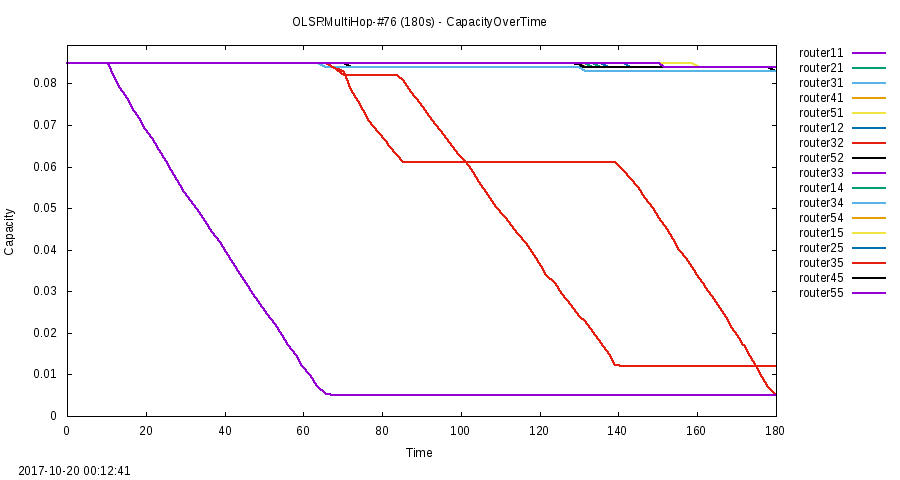 OLSRMultiHop-#76 (180s) - CapacityOverTime
router11
router21
router31
router41
router51
router12
router32
router52
router33
router14
router34
router54
router15
router25
router35
router45
router55
Capacity
0.08
0.07
0.06
0.05
0.04
0.03
0.02
0.01
0
0 20 40 60 80 100 120 140 160 180
Time
2017-10-20 00:12:41